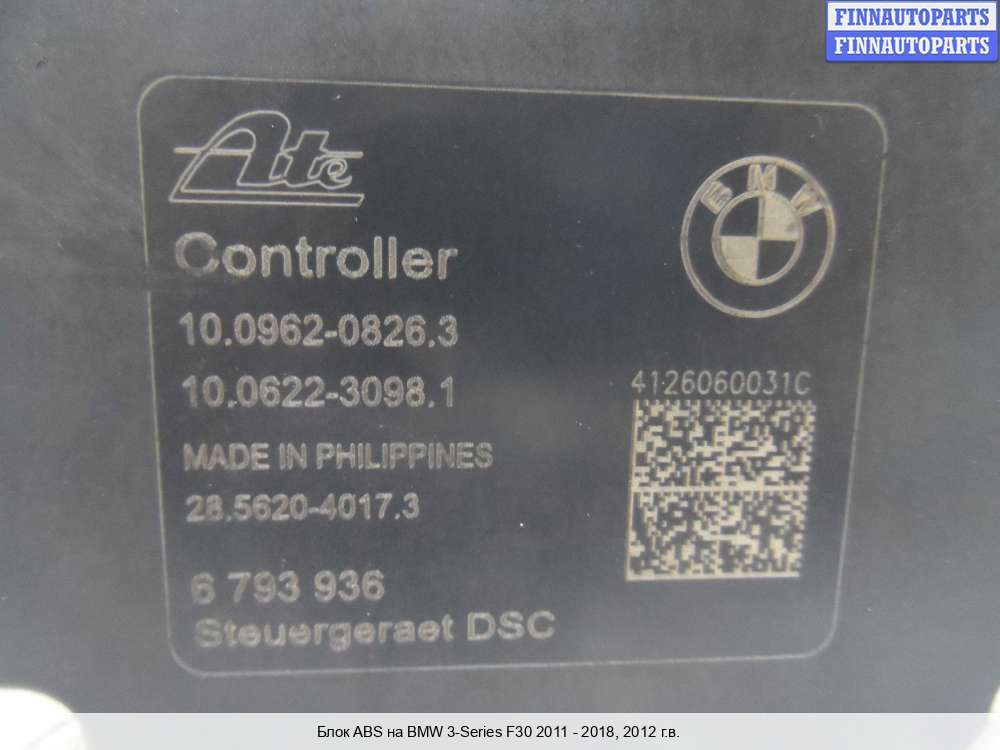 FINNAUTOPARTS
FINNAUTOPARTS
Ate
BMW
Controller
10.0962-0826.3
10.0622-3098.1
4126060031C
MADE IN PHILIPPINES
28.5620-4017.3
6 793 936
Steuergeraet DSC
Блок ABS на BMW 3-Series F30 2011 - 2018, 2012 г.в.